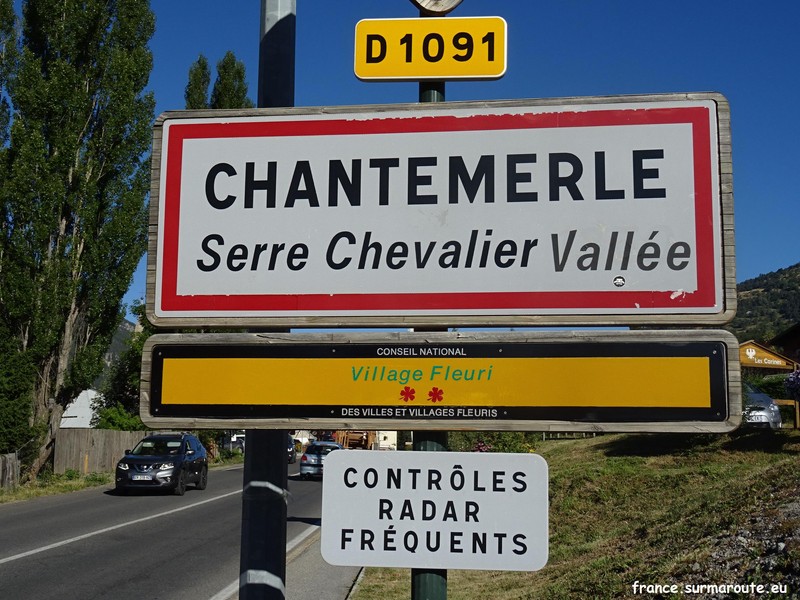 D 1091
CHANTEMERLE
Serre Chevalier Vallée
CONSEIL NATIONAL
Village Fleuri
DES VILLES ET VILLAGES FLEURIS
CONTRÔLES
RADAR
FRÉQUENTS
france.surmaroute.eu